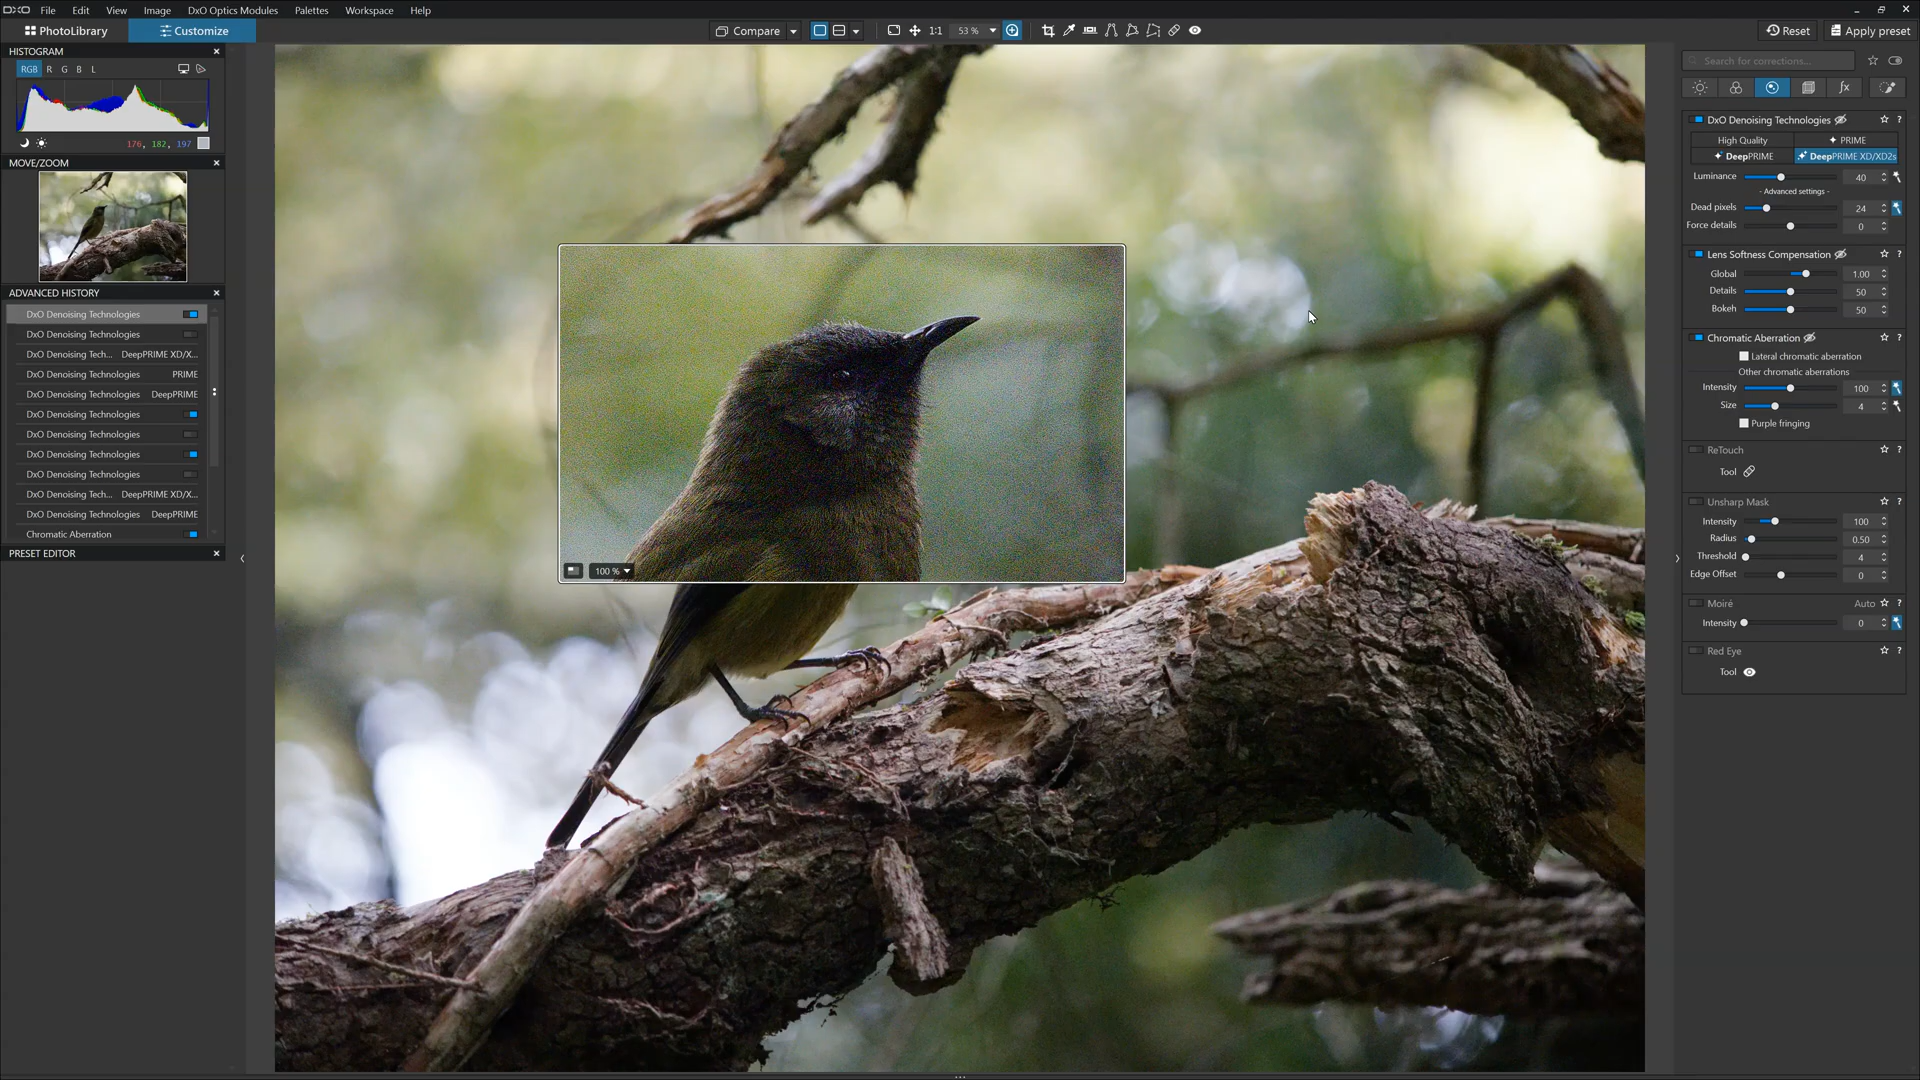 DXO File Edit View Image DxO Optics Modules Palettes Workspace Help
PhotoLibrary Customize Compare 1:1 53 % Reset Apply preset
HISTOGRAM
RGB R G B L
176, 182, 197
MOVE/ZOOM
ADVANCED HISTORY
DxO Denoising Technologies
DxO Denoising Technologies
DxO Denoising Tech... DeepPRIME XD/X...
DxO Denoising Technologies PRIME
DxO Denoising Technologies DeepPRIME
DxO Denoising Technologies
DxO Denoising Technologies
DxO Denoising Technologies
DxO Denoising Technologies
DxO Denoising Tech... DeepPRIME XD/X...
DxO Denoising Technologies DeepPRIME
Chromatic Aberration
PRESET EDITOR
100 %
Search for corrections...
fx
DxO Denoising Technologies ?
High Quality PRIME
DeepPRIME DeepPRIME XD/XD2s
Luminance 40
- Advanced settings -
Dead pixels 24
Force details 0
Lens Softness Compensation ?
Global 1.00
Details 50
Bokeh 50
Chromatic Aberration ?
Lateral chromatic aberration
Other chromatic aberrations
Intensity 100
Size 4
Purple fringing
ReTouch ?
Tool
Unsharp Mask ?
Intensity 100
Radius 0.50
Threshold 4
Edge Offset 0
Moiré Auto ?
Intensity 0
Red Eye ?
Tool